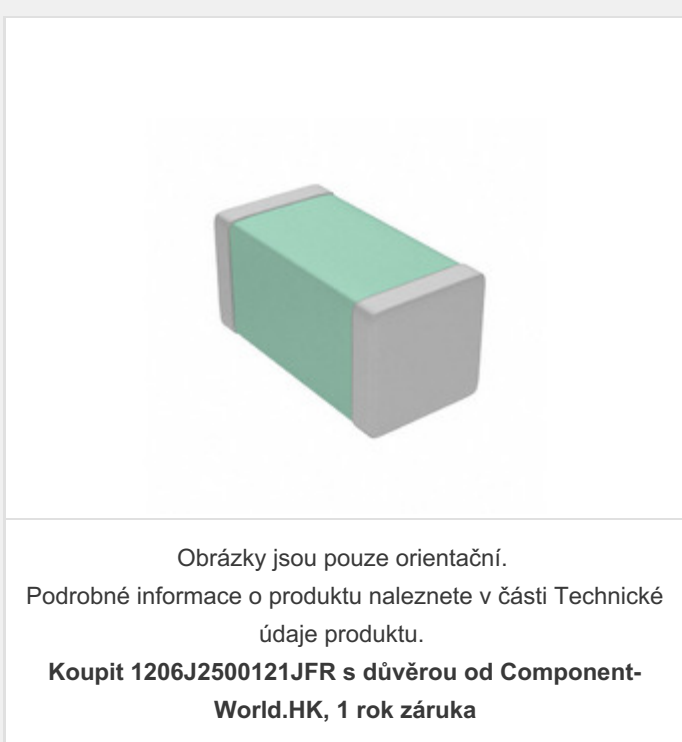 Obrázky jsou pouze orientační.
Podrobné informace o produktu naleznete v části Technické
údaje produktu.
Koupit 1206J2500121JFR s důvěrou od Component-
World.HK, 1 rok záruka